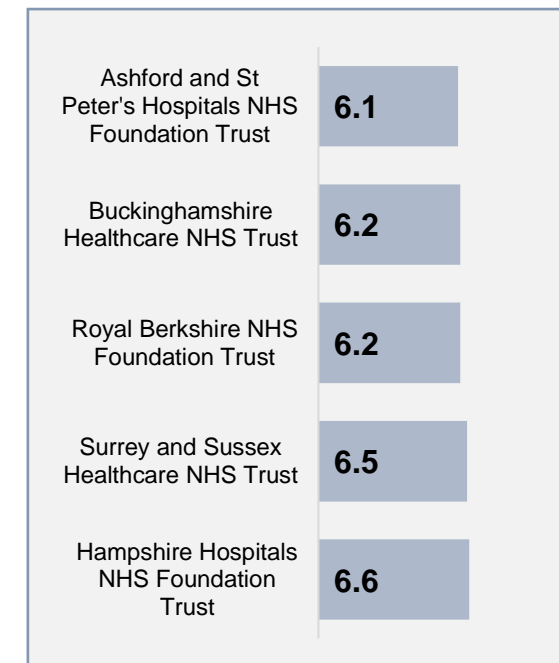 Ashford and St
Peter's Hospitals NHS
Foundation Trust
6.1
Buckinghamshire
Healthcare NHS Trust
6.2
Royal Berkshire NHS
Foundation Trust
6.2
Surrey and Sussex
Healthcare NHS Trust
6.5
Hampshire Hospitals
NHS Foundation
Trust
6.6